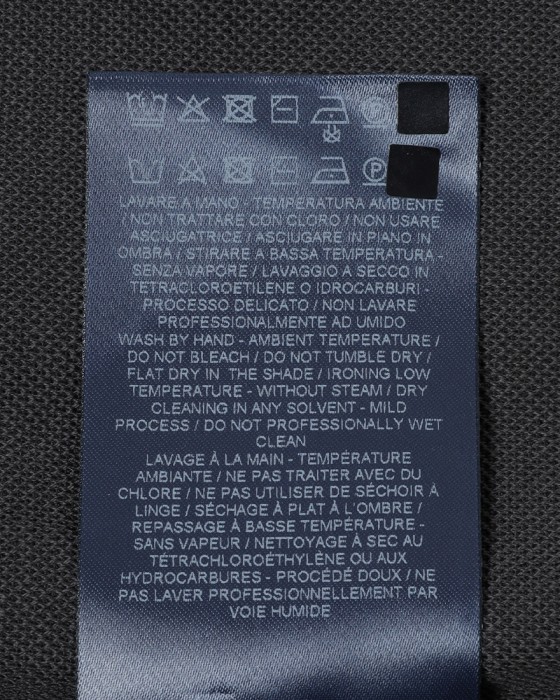 P
LAVARE A MANO - TEMPERATURA AMBIENTE
/ NON TRATTARE CON CLORO / NON USARE
ASCIUGATRICE / ASCIUGARE IN PIANO IN
OMBRA / STIRARE A BASSA TEMPERATURA -
SENZA VAPORE / LAVAGGIO A SECCO IN
TETRACLOROETILENE O IDROCARBURI -
PROCESSO DELICATO / NON LAVARE
PROFESSIONALMENTE AD UMIDO
WASH BY HAND - AMBIENT TEMPERATURE /
DO NOT BLEACH / DO NOT TUMBLE DRY /
FLAT DRY IN THE SHADE / IRONING LOW
TEMPERATURE - WITHOUT STEAM / DRY
CLEANING IN ANY SOLVENT - MILD
PROCESS / DO NOT PROFESSIONALLY WET
CLEAN
LAVAGE À LA MAIN - TEMPÉRATURE
AMBIANTE / NE PAS TRAITER AVEC DU
CHLORE / NE PAS UTILISER DE SÉCHOIR À
LINGE / SÉCHAGE À PLAT À L'OMBRE /
REPASSAGE À BASSE TEMPÉRATURE -
SANS VAPEUR / NETTOYAGE À SEC AU
TÉTRACHLOROÉTHYLÈNE OU AUX
HYDROCARBURES - PROCÉDÉ DOUX / NE
PAS LAVER PROFESSIONNELLEMENT PAR
VOIE HUMIDE